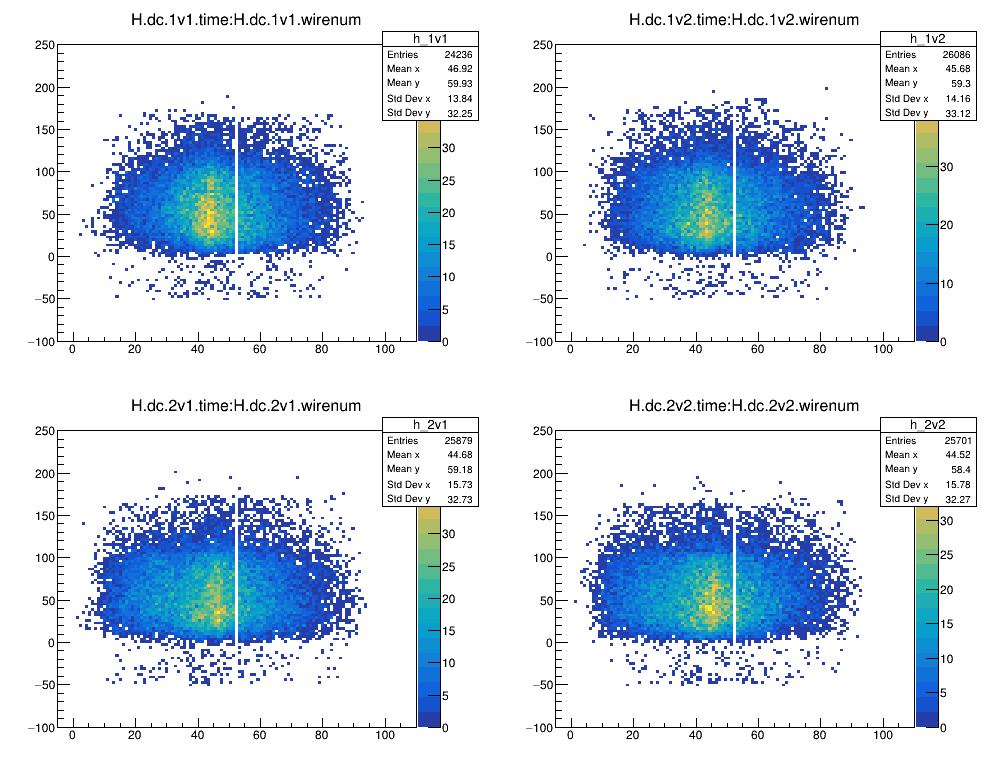 H.dc.1v1.time:H.dc.1v1.wirenum
h_1v1
Entries 24236
Mean x 46.92
Mean y 59.93
Std Dev x 13.84
Std Dev y 32.25
250
200
150
100
50
0
−50
−100
0 20 40 60 80 100
30
25
20
15
10
5
0
H.dc.1v2.time:H.dc.1v2.wirenum
h_1v2
Entries 26086
Mean x 45.68
Mean y 59.3
Std Dev x 14.16
Std Dev y 33.12
250
200
150
100
50
0
−50
−100
0 20 40 60 80 100
30
20
10
0
H.dc.2v1.time:H.dc.2v1.wirenum
h_2v1
Entries 25879
Mean x 44.68
Mean y 59.18
Std Dev x 15.73
Std Dev y 32.73
250
200
150
100
50
0
−50
−100
0 20 40 60 80 100
30
25
20
15
10
5
0
H.dc.2v2.time:H.dc.2v2.wirenum
h_2v2
Entries 25701
Mean x 44.52
Mean y 58.4
Std Dev x 15.78
Std Dev y 32.27
250
200
150
100
50
0
−50
−100
0 20 40 60 80 100
30
25
20
15
10
5
0